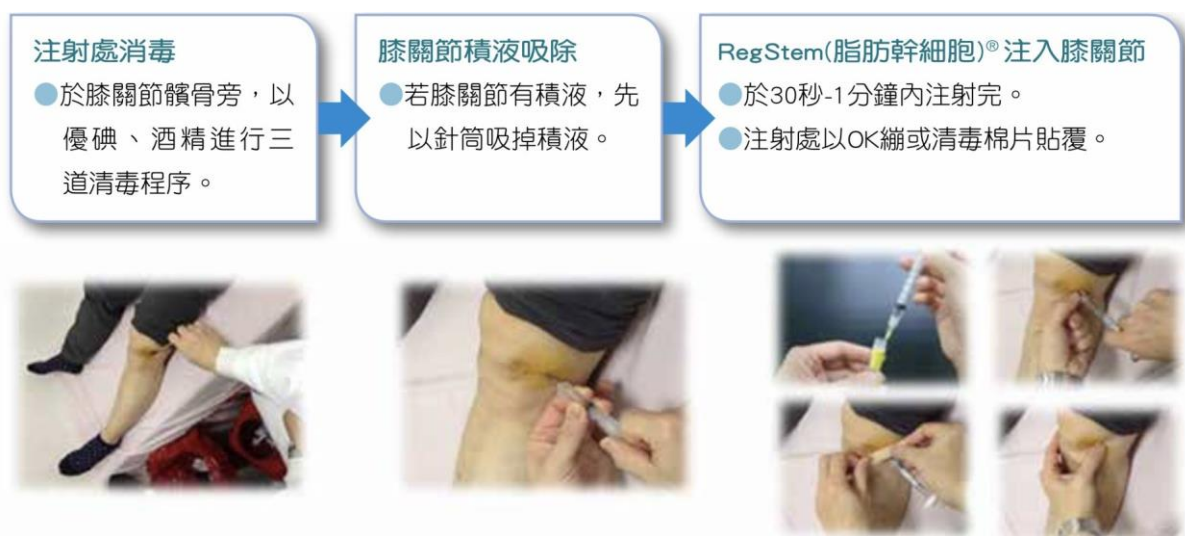 注射處消毒
●於膝關節髕骨旁,以
優碘、酒精進行三
道清毒程序。
膝關節積液吸除
●若膝關節有積液,先
以針筒吸掉積液。
RegStem(脂肪幹細胞)® 注入膝關節
●於30秒-1分鐘內注射完。
●注射處以OK繃或清毒棉片貼覆。